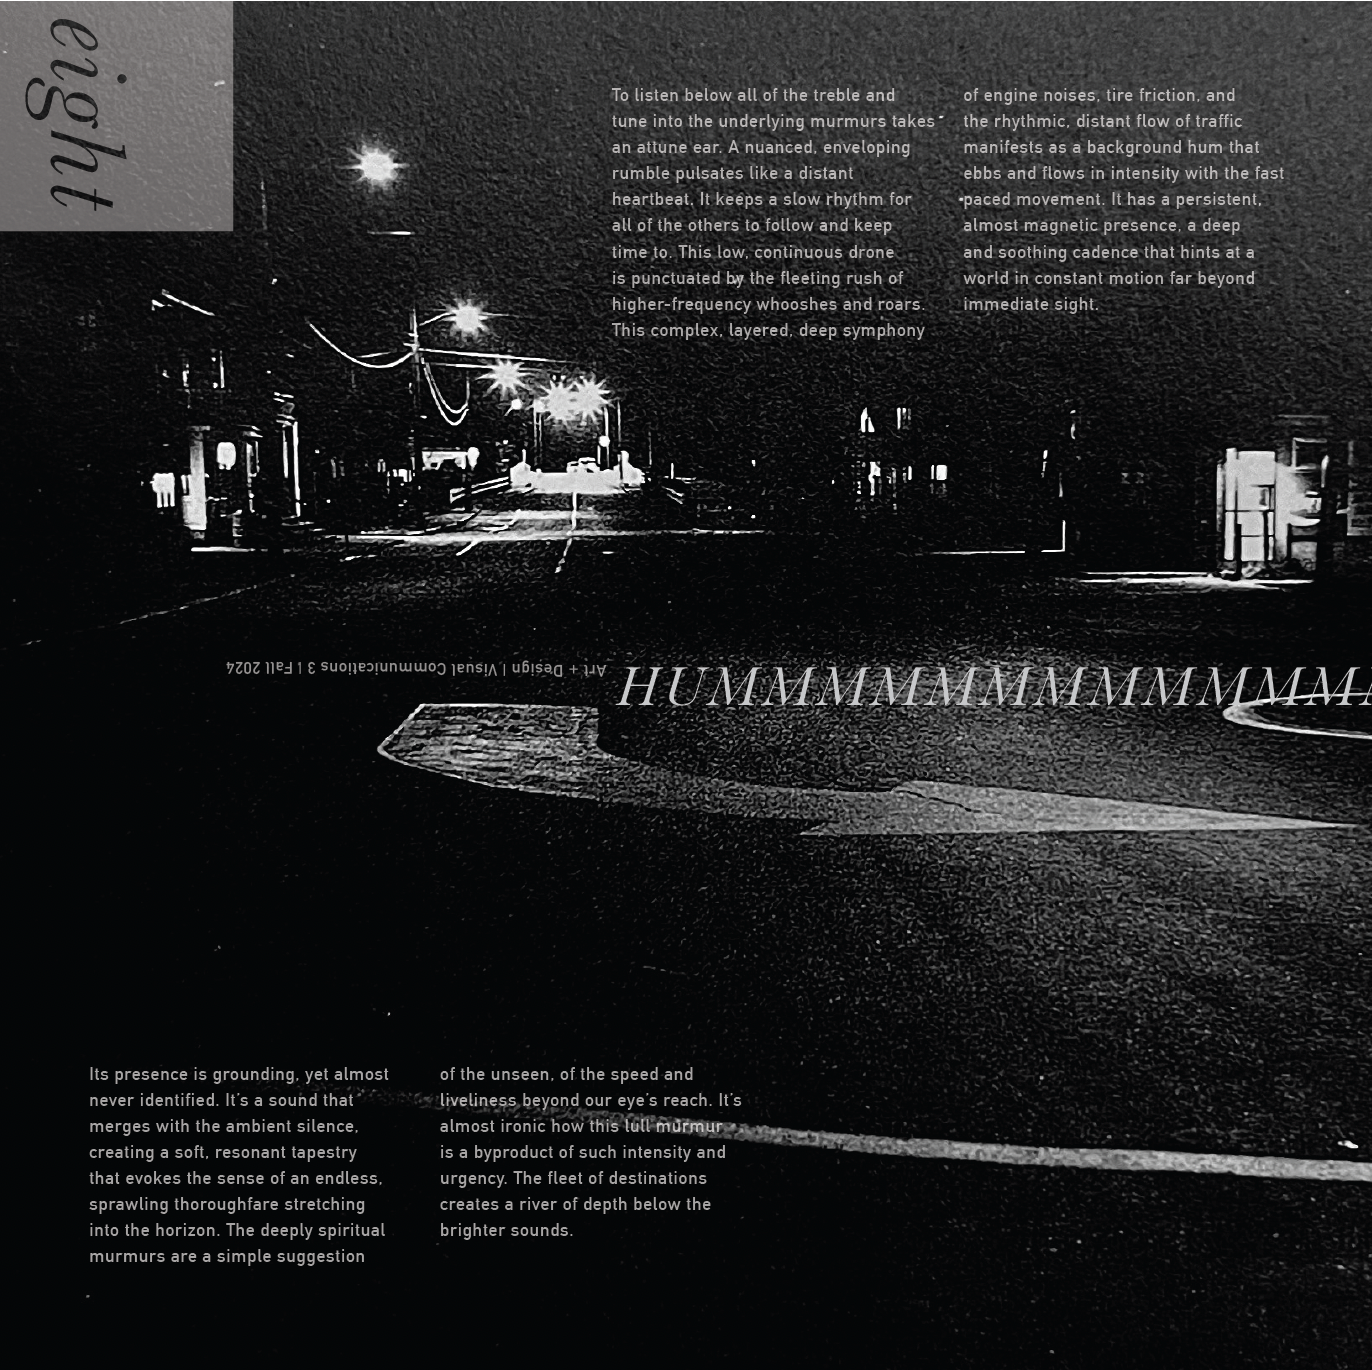 eight
To listen below all of the treble and
tune into the underlying murmurs takes
an attune ear. A nuanced, enveloping
rumble pulsates like a distant
heartbeat. It keeps a slow rhythm for
all of the others to follow and keep
time to. This low, continuous drone
is punctuated by the fleeting rush of
higher-frequency whooshes and roars.
This complex, layered, deep symphony
of engine noises, tire friction, and
the rhythmic, distant flow of traffic
manifests as a background hum that
ebbs and flows in intensity with the fast
paced movement. It has a persistent,
almost magnetic presence, a deep
and soothing cadence that hints at a
world in constant motion far beyond
immediate sight.
Art + Design | Visual Communications 3 | Fall 2024
HUMMMMMMMMMMMMM
Its presence is grounding, yet almost
never identified. It's a sound that
merges with the ambient silence,
creating a soft, resonant tapestry
that evokes the sense of an endless,
sprawling thoroughfare stretching
into the horizon. The deeply spiritual
murmurs are a simple suggestion
of the unseen, of the speed and
liveliness beyond our eye's reach. It's
almost ironic how this lull murmur
is a byproduct of such intensity and
urgency. The fleet of destinations
creates a river of depth below the
brighter sounds.